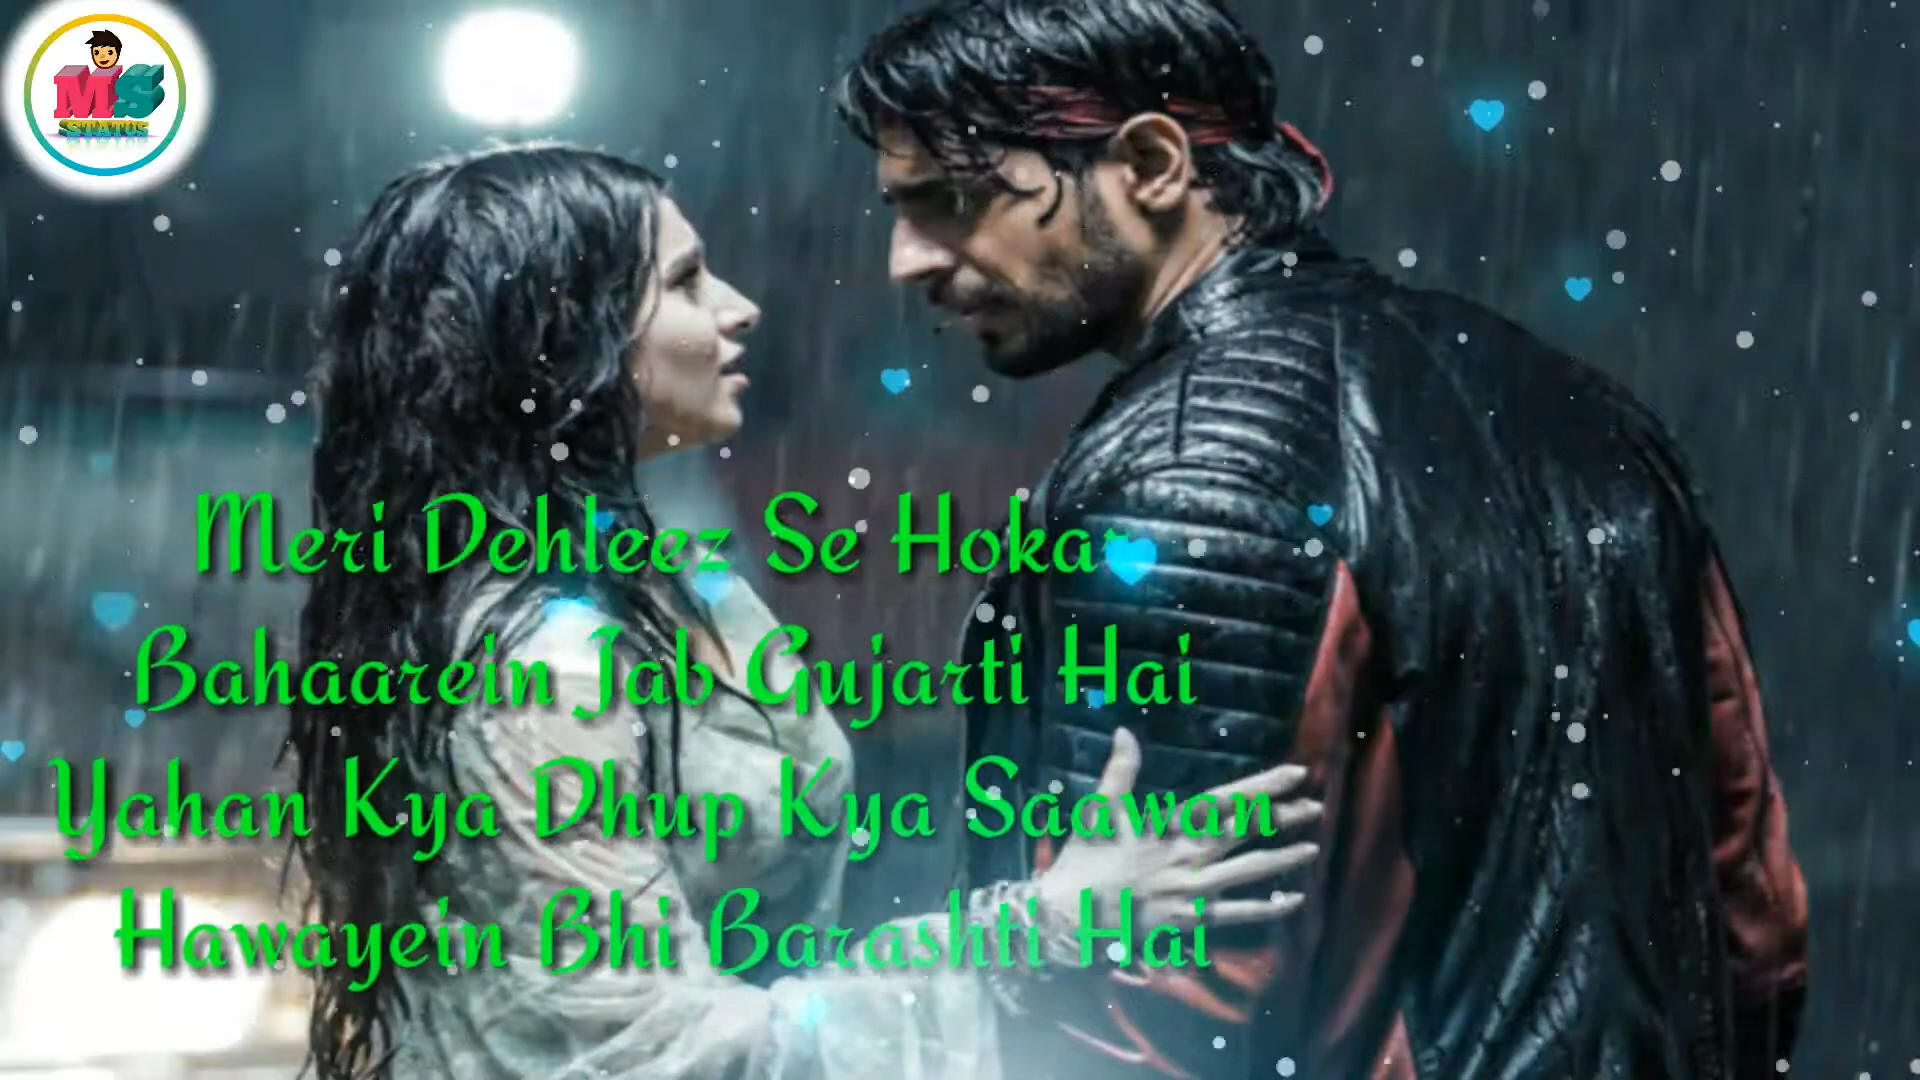 MS
STATUS
Meri Dehleez Se Hokar
Bahaarein Jab Gujarti Hai
Yahan Kya Dhup Kya Saawan
Hawayein Bhi Barashti Hai